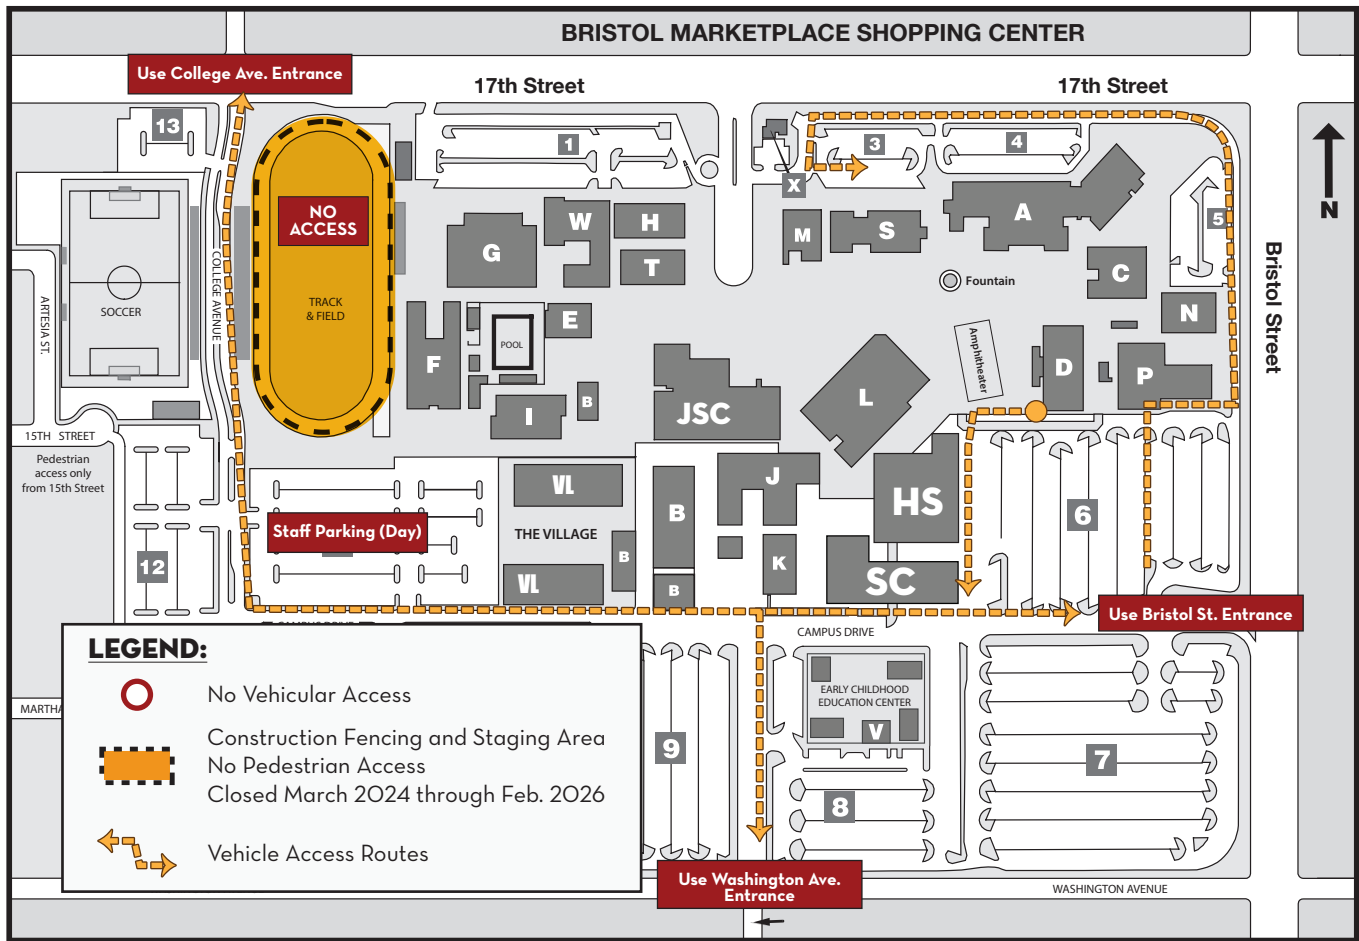 BRISTOL MARKETPLACE SHOPPING CENTER
Use College Ave. Entrance
17th Street
17th Street
13
1
3
4
X
5
N
NO
ACCESS
W
H
T
G
M
S
A
C
N
Fountain
Bristol Street
COLLEGE AVENUE
ARTESIA ST.
SOCCER
TRACK
& FIELD
E
F
POOL
I
B
JSC
L
Amphitheater
D
P
15TH STREET
Pedestrian
access only
from 15th Street
VL
J
B
HS
6
Staff Parking (Day)
THE VILLAGE
B
12
VL
B
K
SC
Use Bristol St. Entrance
CAMPUS DRIVE
EARLY CHILDHOOD
EDUCATION CENTER
V
9
8
7
MARTHA
LEGEND:
No Vehicular Access
Construction Fencing and Staging Area
No Pedestrian Access
Closed March 2024 through Feb. 2026
Vehicle Access Routes
Use Washington Ave.
Entrance
WASHINGTON AVENUE